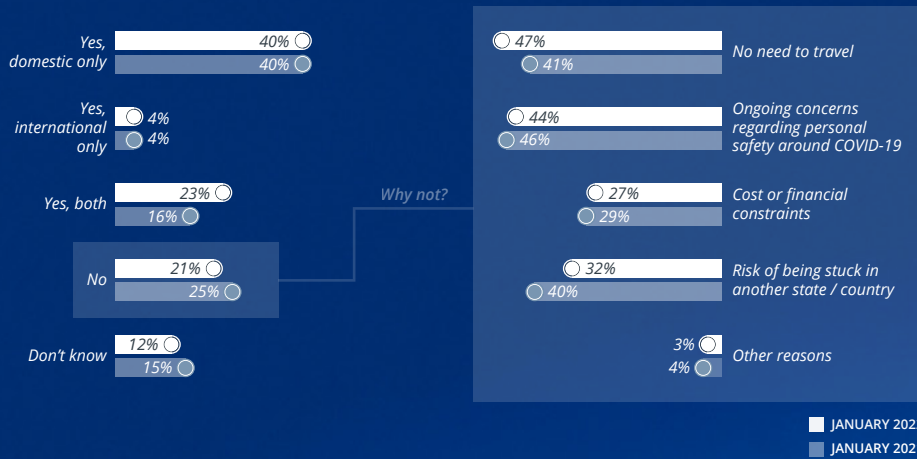 Yes,
domestic only
40%
40%
Yes,
international
only
4%
4%
Yes, both
23%
16%
No
21%
25%
Don't know
12%
15%
Why not?
47%
41%
No need to travel
44%
46%
Ongoing concerns
regarding personal
safety around COVID-19
27%
29%
Cost or financial
constraints
32%
40%
Risk of being stuck in
another state / country
3%
4%
Other reasons
JANUARY
JANUARY